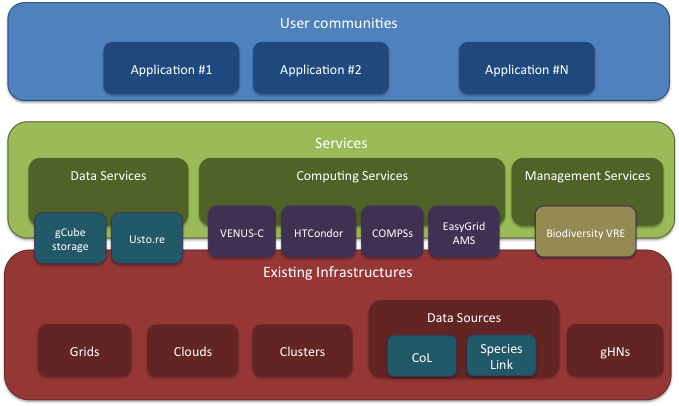 User communities
Application #1
Application #2
Application #N
Services
Data Services
Computing Services
Management Services
gCube
storage
Usto.re
VENUS-C
HTCondor
COMPSs
EasyGrid
AMS
Biodiversity VRE
Existing Infrastructures
Grids
Clouds
Clusters
Data Sources
CoL
Species
Link
gHNs